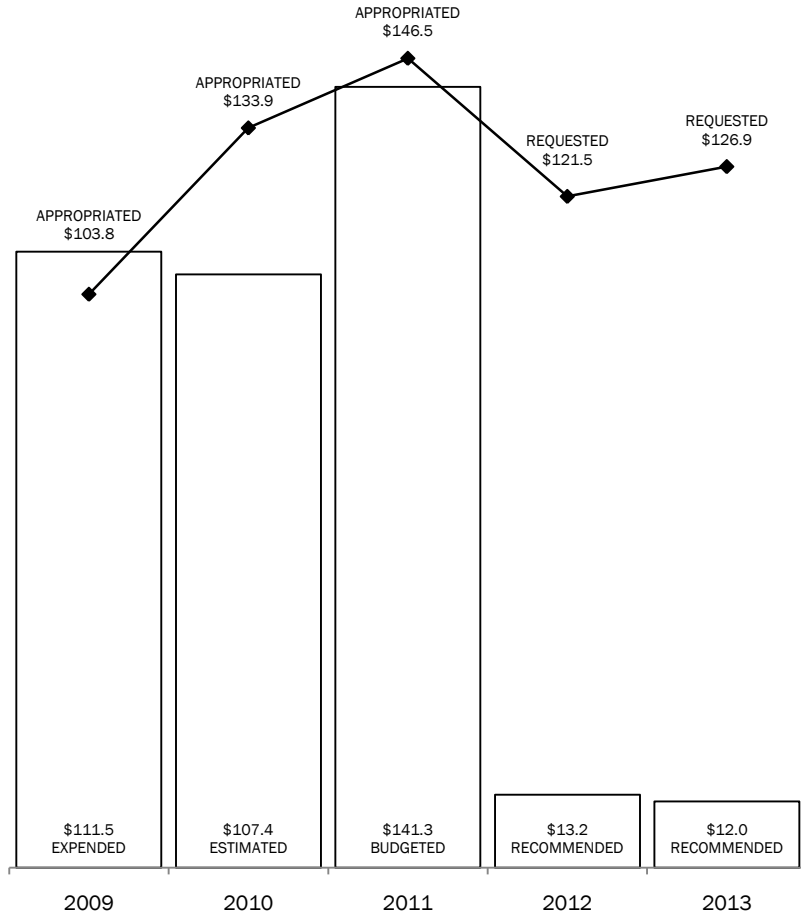 APPROPRIATED
$146.5
APPROPRIATED
$133.9
REQUESTED
$121.5
REQUESTED
$126.9
APPROPRIATED
$103.8
$111.5
EXPENDED
$107.4
ESTIMATED
$141.3
BUDGETED
$13.2
RECOMMENDED
$12.0
RECOMMENDED
2009
2010
2011
2012
2013